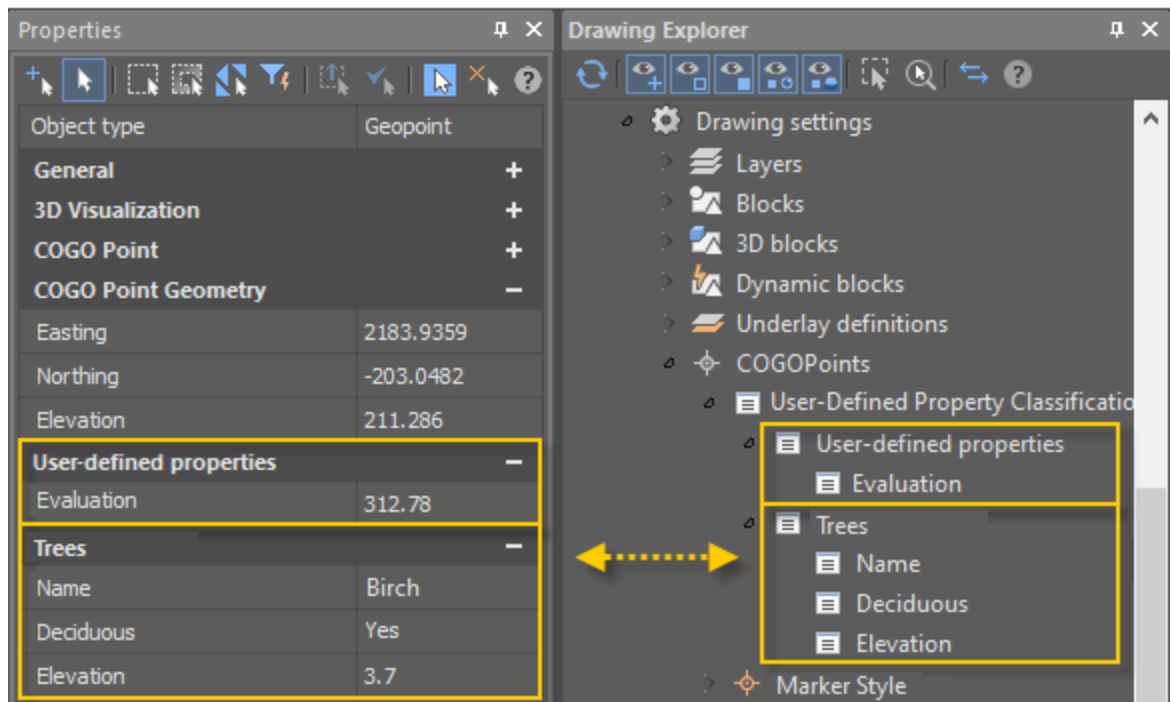 Properties
Object type Geopoint
General
3D Visualization
COGO Point
COGO Point Geometry
Easting 2183.9359
Northing -203.0482
Elevation 211.286
User-defined properties
Evaluation 312.78
Trees
Name Birch
Deciduous Yes
Elevation 3.7
Drawing Explorer
Drawing settings
Layers
Blocks
3D blocks
Dynamic blocks
Underlay definitions
COGOPoints
User-Defined Property Classificatio
User-defined properties
Evaluation
Trees
Name
Deciduous
Elevation
Marker Style